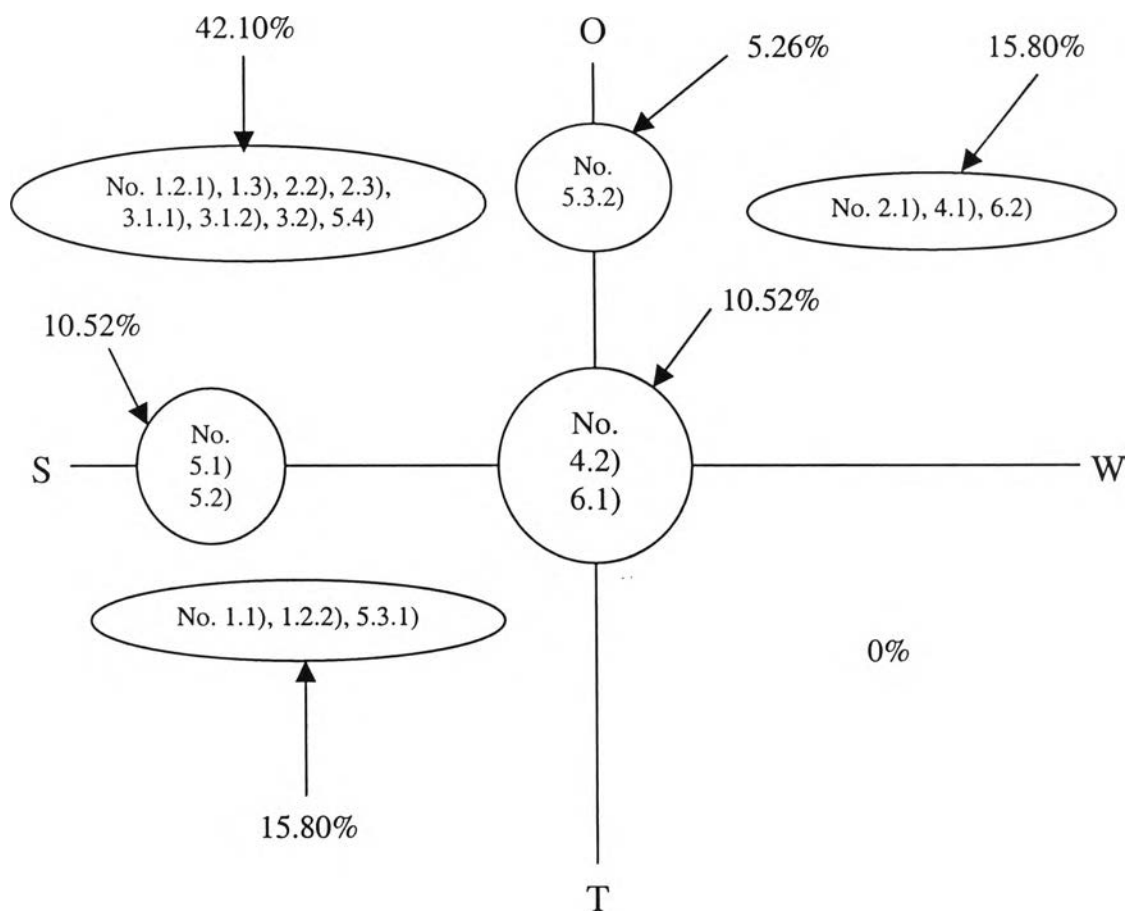 42.10%
O
5.26%
15.80%
No. 1.2.1), 1.3), 2.2), 2.3),
3.1.1), 3.1.2), 3.2), 5.4)
No.
5.3.2)
No. 2.1), 4.1), 6.2)
10.52%
10.52%
S
No.
5.1)
5.2)
No.
4.2)
6.1)
W
No. 1.1), 1.2.2), 5.3.1)
0%
15.80%
T